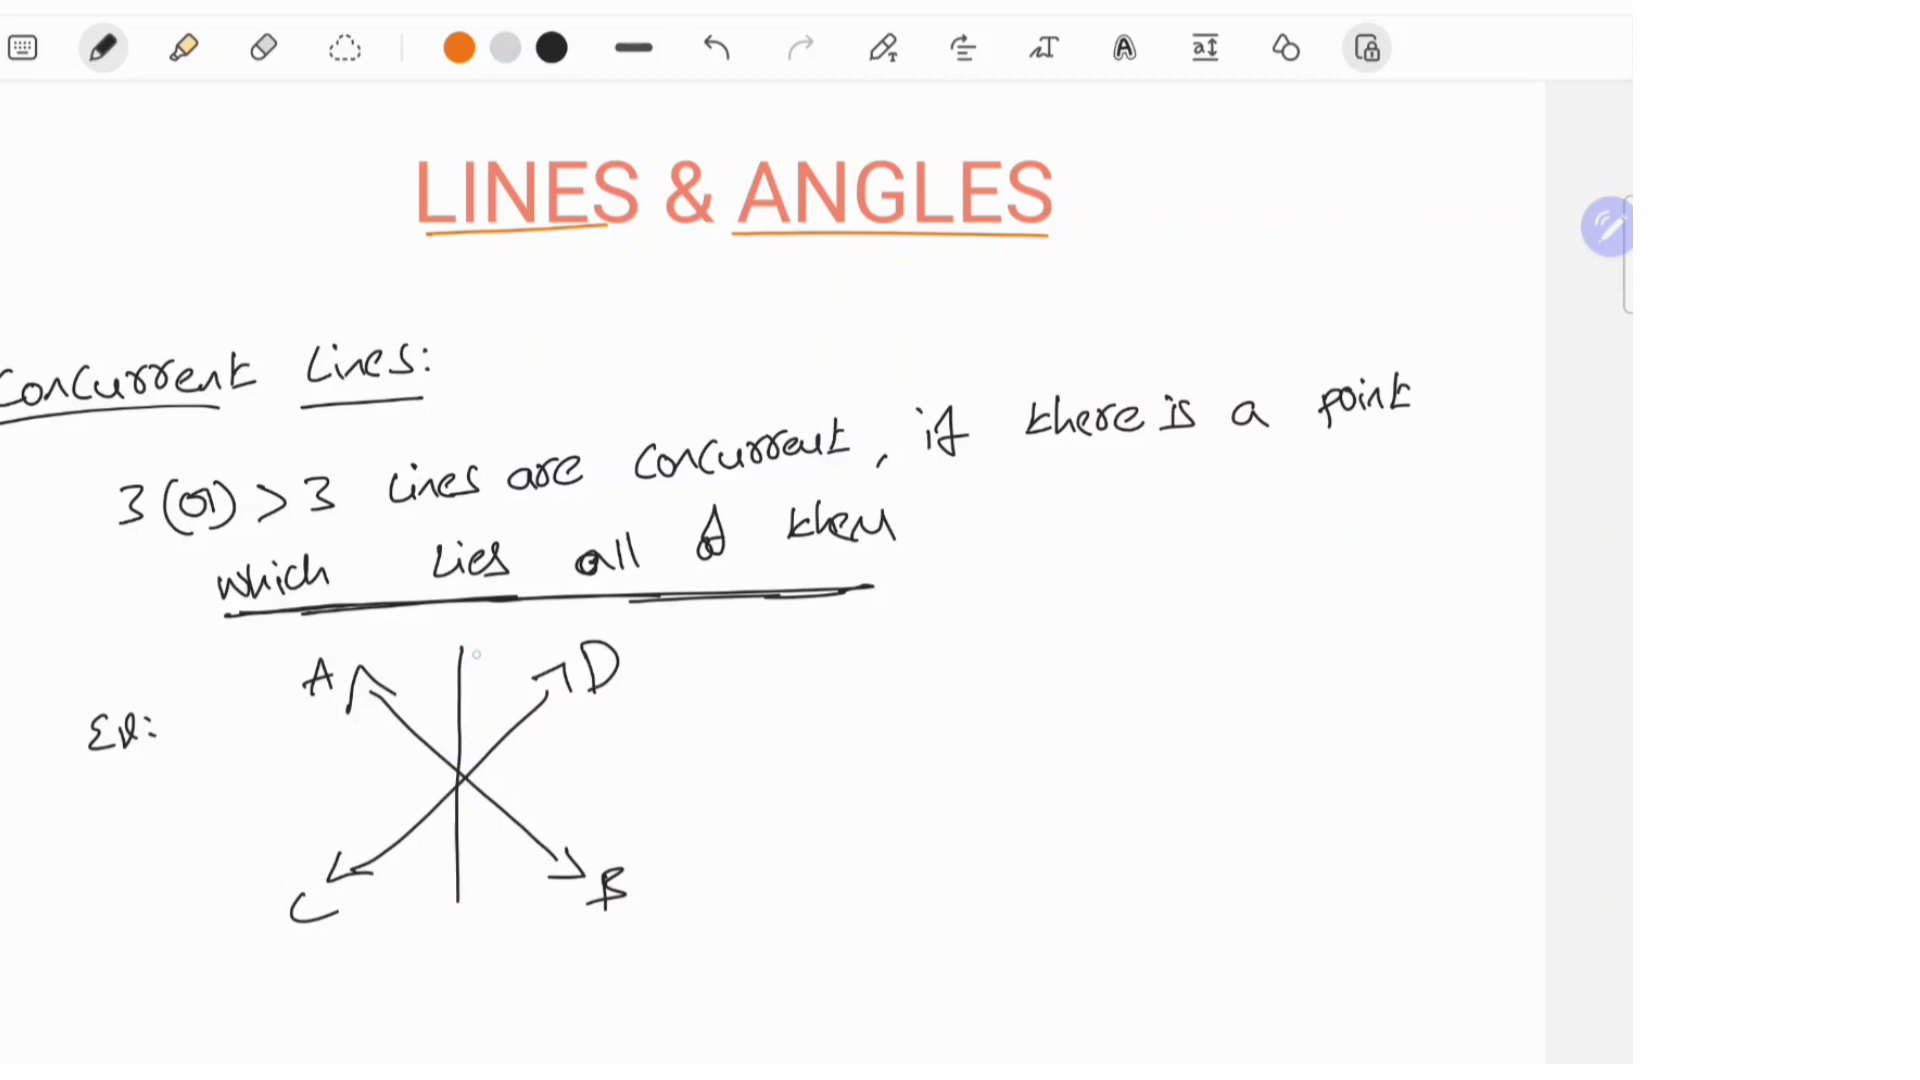 LINES & ANGLES
Concurrent Lines:
3 (or) > 3 Lines are concurrent, if there is a point
which Lies all of them
A D
Ex:
C B